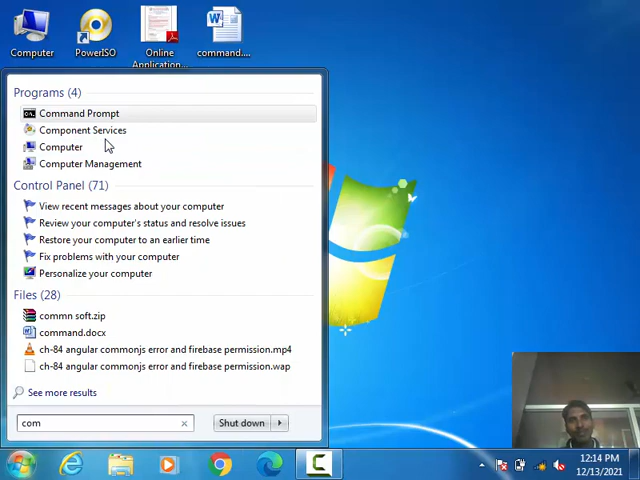 Computer
PowerISO
Online Application...
command....
Programs (4)
Command Prompt
Component Services
Computer
Computer Management
Control Panel (71)
View recent messages about your computer
Review your computer's status and resolve issues
Restore your computer to an earlier time
Fix problems with your computer
Personalize your computer
Files (28)
commn soft.zip
command.docx
ch-84 angular commonjs error and firebase permission.mp4
ch-84 angular commonjs error and firebase permission.wap
See more results
com
Shut down
12:14 PM
12/13/2021